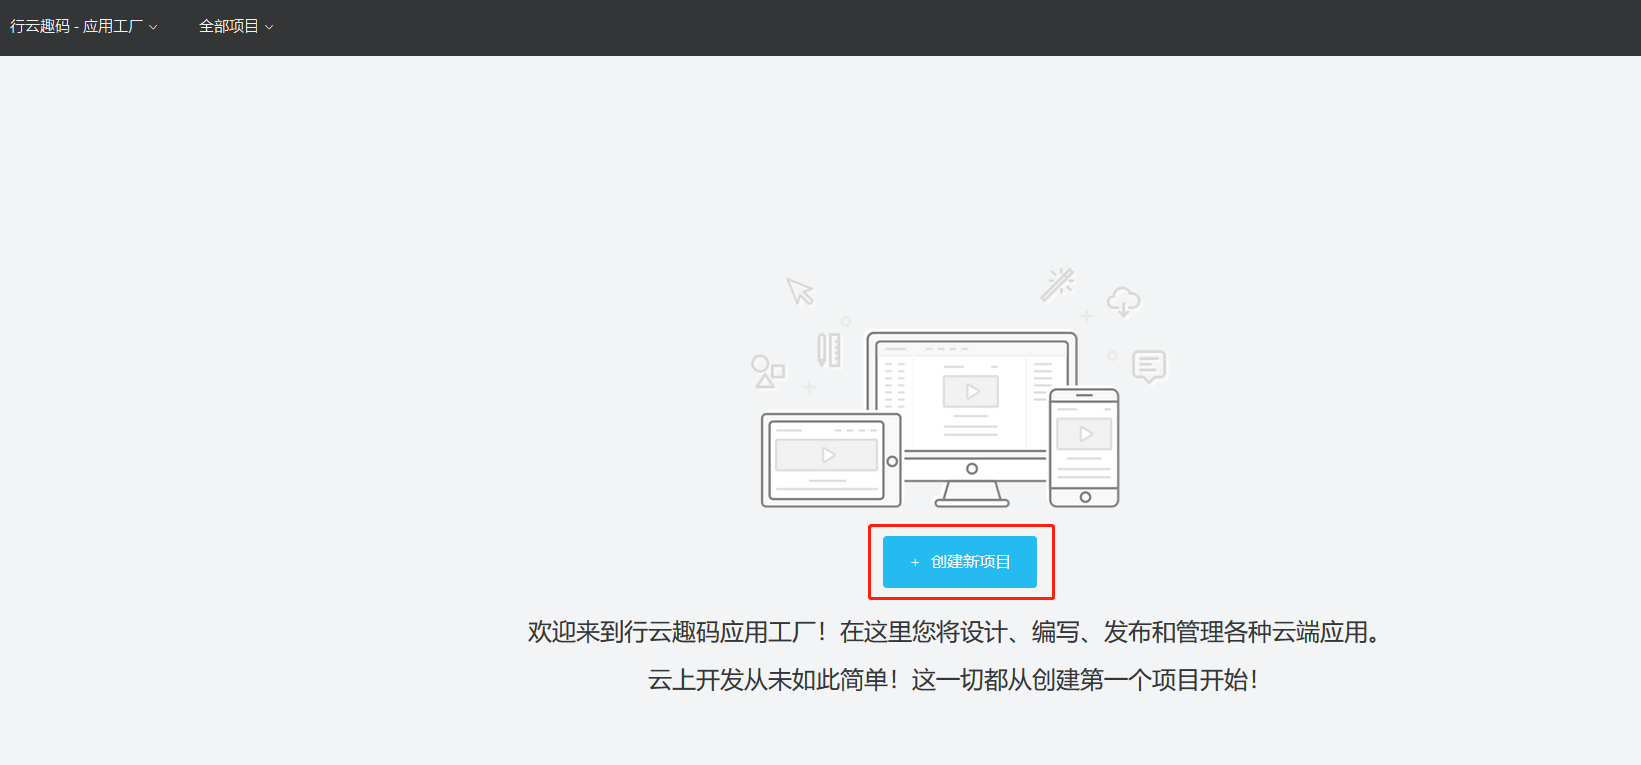 行云趣码 - 应用工厂 全部项目
+ 创建新项目
欢迎来到行云趣码应用工厂！在这里您将设计、编写、发布和管理各种云端应用。
云上开发从未如此简单！这一切都从创建第一个项目开始！